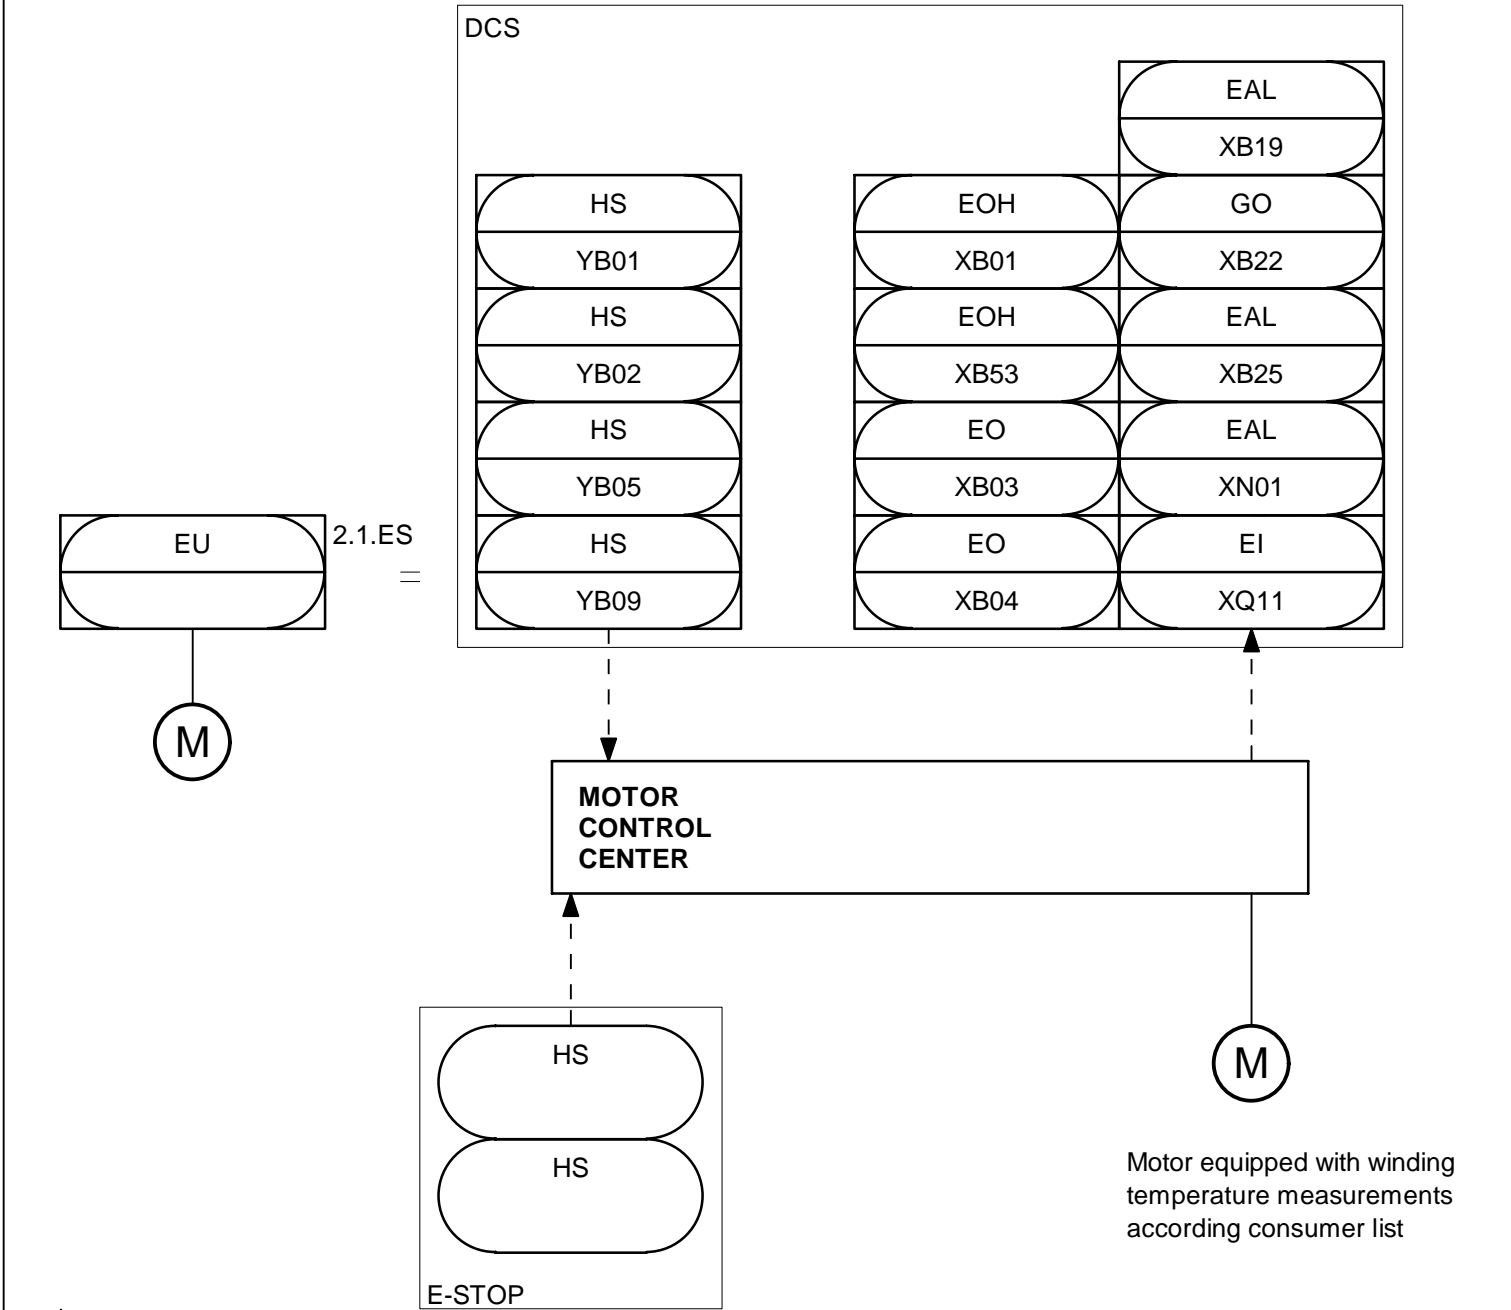 DCS
EAL
XB19
HS
EOH
GO
YB01
XB01
XB22
HS
EOH
EAL
YB02
XB53
XB25
HS
EO
EAL
YB05
XB03
XN01
EU
2.1.ES
=
HS
EO
EI
YB09
XB04
XQ11
M
MOTOR
CONTROL
CENTER
HS
M
HS
Motor equipped with winding
temperature measurements
according consumer list
E-STOP